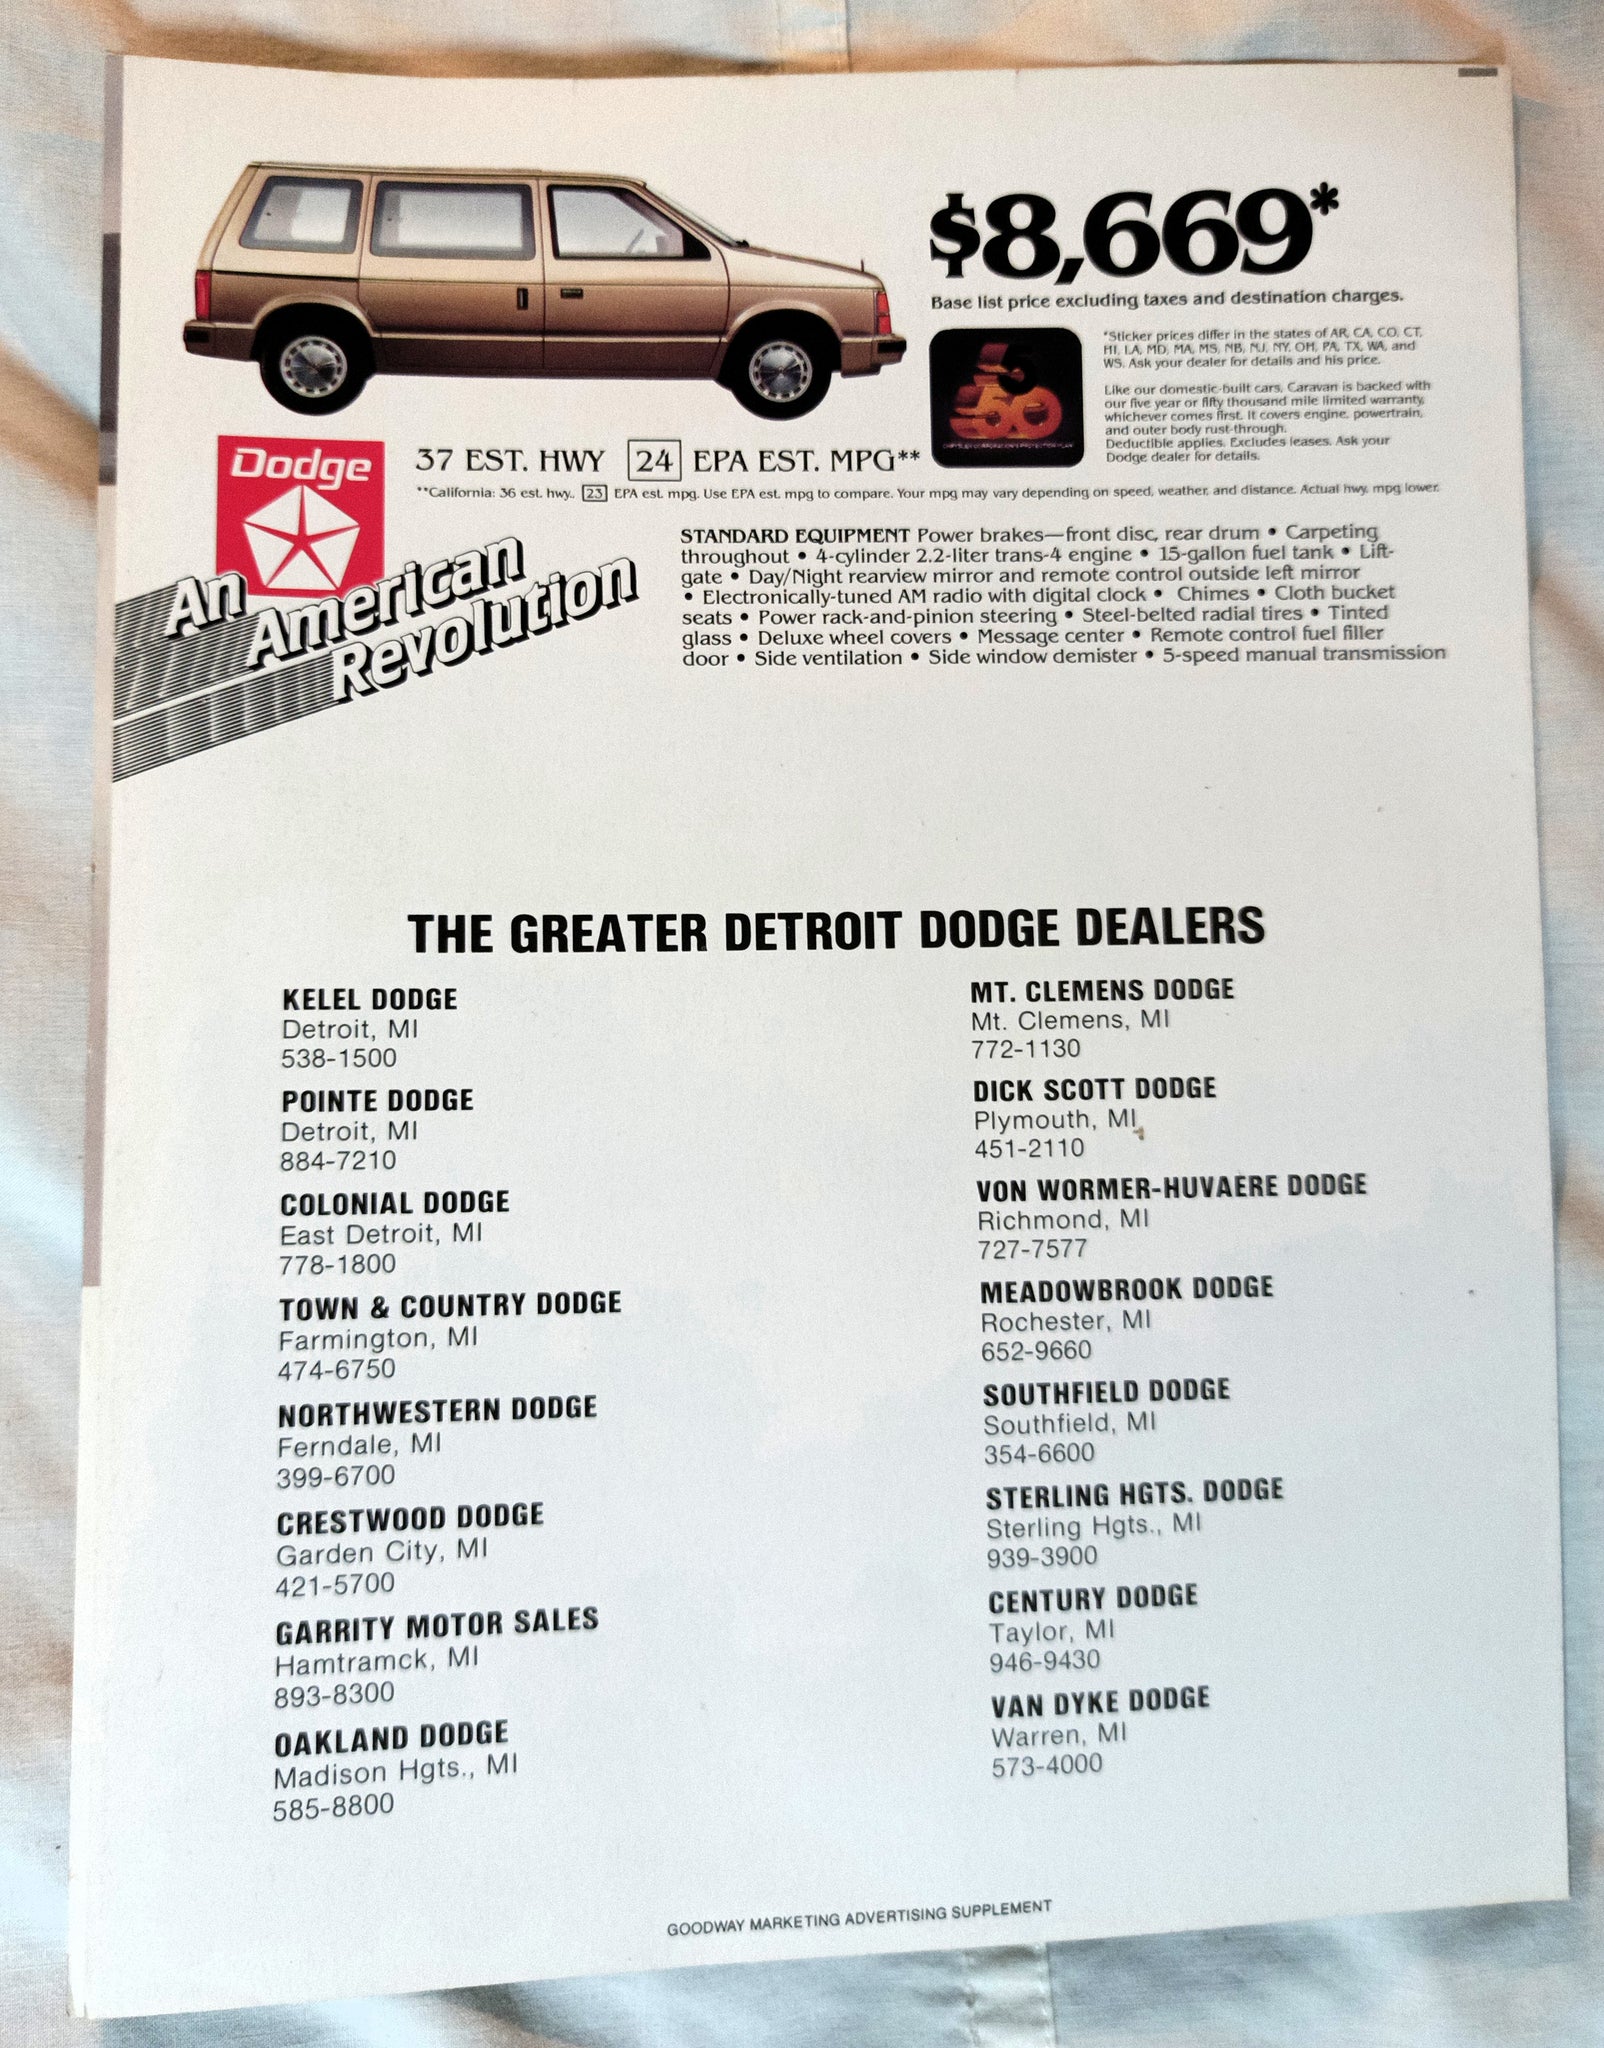 $8,669*
Base list price excluding taxes and destination charges.
*Sticker prices differ in the states of AR, CA, CO, CT,
HI, LA, MD, MA, MS, NB, NJ, NY, OH, PA, TX, WA, and
WS. Ask your dealer for details and his price.
5
50
Like our domestic-built cars, Caravan is backed with
our five year or fifty thousand mile limited warranty,
whichever comes first. It covers engine, powertrain,
and outer body rust-through.
Deductible applies. Excludes leases. Ask your
Dodge dealer for details.
CHRYSLER CORPORATION'S PROTECTION PLAN
37 EST. HWY 24 EPA EST. MPG**
**California: 36 est. hwy., 23 EPA est. mpg. Use EPA est. mpg to compare. Your mpg may vary depending on speed, weather, and distance. Actual hwy. mpg lower.
Dodge
An
American
Revolution
STANDARD EQUIPMENT Power brakes—front disc, rear drum • Carpeting
throughout • 4-cylinder 2.2-liter trans-4 engine • 15-gallon fuel tank • Lift-
gate • Day/Night rearview mirror and remote control outside left mirror
• Electronically-tuned AM radio with digital clock • Chimes • Cloth bucket
seats • Power rack-and-pinion steering • Steel-belted radial tires • Tinted
glass • Deluxe wheel covers • Message center • Remote control fuel filler
door • Side ventilation • Side window demister • 5-speed manual transmission
THE GREATER DETROIT DODGE DEALERS
KELEL DODGE
Detroit, MI
538-1500
POINTE DODGE
Detroit, MI
884-7210
COLONIAL DODGE
East Detroit, MI
778-1800
TOWN & COUNTRY DODGE
Farmington, MI
474-6750
NORTHWESTERN DODGE
Ferndale, MI
399-6700
CRESTWOOD DODGE
Garden City, MI
421-5700
GARRITY MOTOR SALES
Hamtramck, MI
893-8300
OAKLAND DODGE
Madison Hgts., MI
585-8800
MT. CLEMENS DODGE
Mt. Clemens, MI
772-1130
DICK SCOTT DODGE
Plymouth, MI
451-2110
VON WORMER-HUVAERE DODGE
Richmond, MI
727-7577
MEADOWBROOK DODGE
Rochester, MI
652-9660
SOUTHFIELD DODGE
Southfield, MI
354-6600
STERLING HGTS. DODGE
Sterling Hgts., MI
939-3900
CENTURY DODGE
Taylor, MI
946-9430
VAN DYKE DODGE
Warren, MI
573-4000
GOODWAY MARKETING ADVERTISING SUPPLEMENT